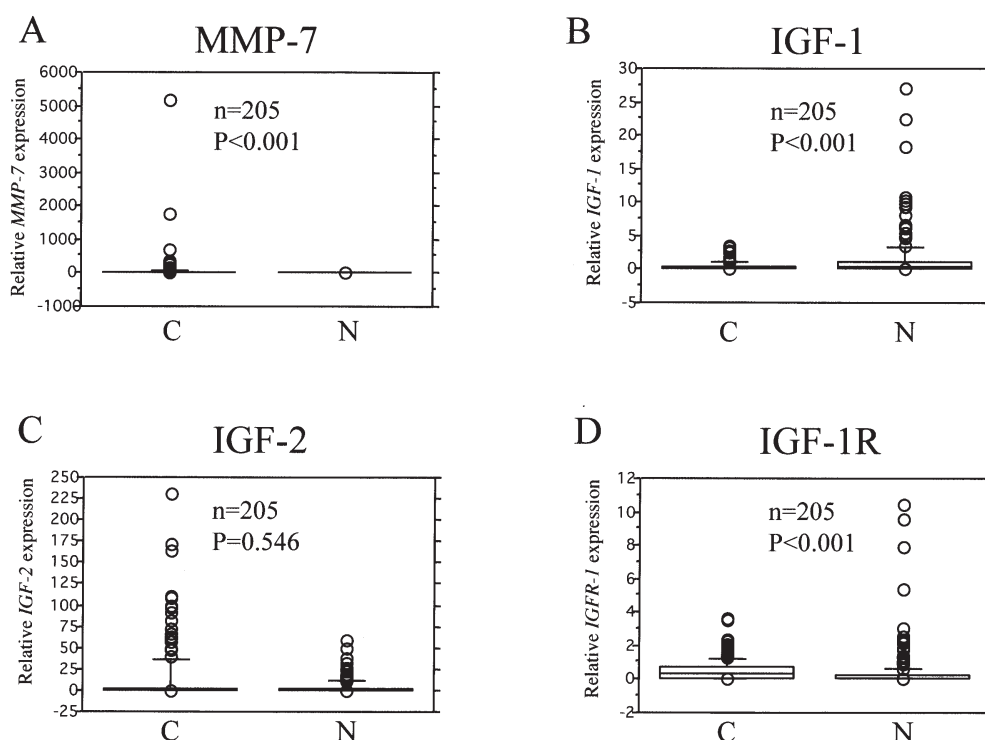 A
MMP-7
Relative MMP-7 expression
6000
5000
4000
3000
2000
1000
0
-1000
n=205
P<0.001
C
N
B
IGF-1
Relative IGF-1 expression
30
25
20
15
10
5
0
-5
n=205
P<0.001
C
N
C
IGF-2
Relative IGF-2 expression
250
225
200
175
150
125
100
75
50
25
0
-25
n=205
P=0.546
C
N
D
IGF-1R
Relative IGFR-1 expression
12
10
8
6
4
2
0
-2
n=205
P<0.001
C
N